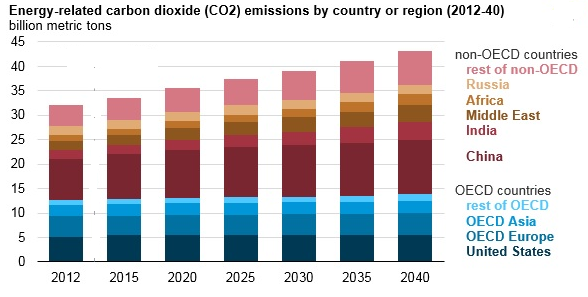 Energy-related carbon dioxide (CO2) emissions by country or region (2012-40)
billion metric tons
45
40
35
30
25
20
15
10
5
0
2012 2015 2020 2025 2030 2035 2040
non-OECD countries
rest of non-OECD
Russia
Africa
Middle East
India
China
OECD countries
rest of OECD
OECD Asia
OECD Europe
United States